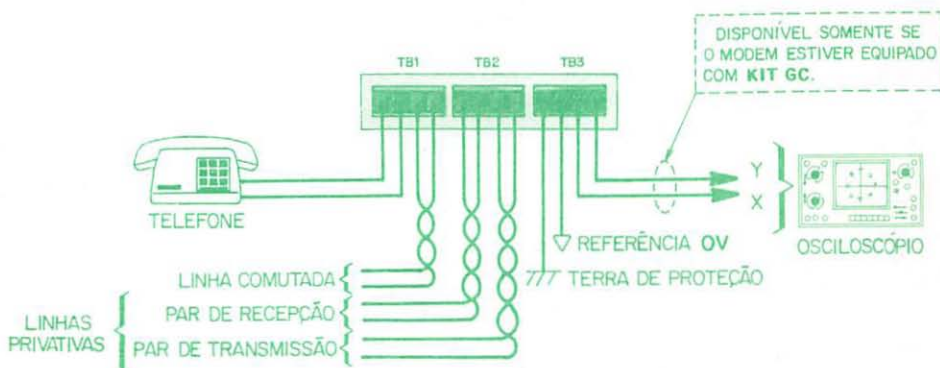 DISPONÍVEL SOMENTE SE
O MODEM ESTIVER EQUIPADO
COM KIT GC.
TB1
TB2
TB3
TELEFONE
Y
X
OSCILOSCÓPIO
REFERÊNCIA 0V
TERRA DE PROTEÇÃO
LINHA COMUTADA
LINHAS
PRIVATIVAS
PAR DE RECEPÇÃO
PAR DE TRANSMISSÃO